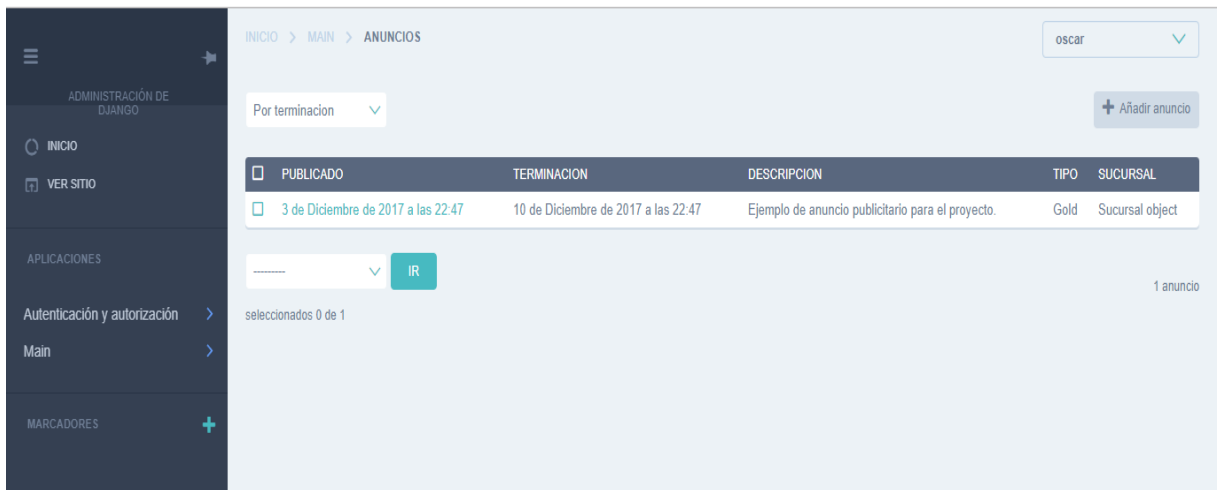 INICIO > MAIN > ANUNCIOS
oscar
ADMINISTRACIÓN DE
DJANGO
INICIO
VER SITIO
APLICACIONES
Autenticación y autorización
Main
MARCADORES
Por terminacion
Añadir anuncio
PUBLICADO TERMINACION DESCRIPCION TIPO SUCURSAL
3 de Diciembre de 2017 a las 22:47 10 de Diciembre de 2017 a las 22:47 Ejemplo de anuncio publicitario para el proyecto. Gold Sucursal object
--------- IR
1 anuncio
seleccionados 0 de 1